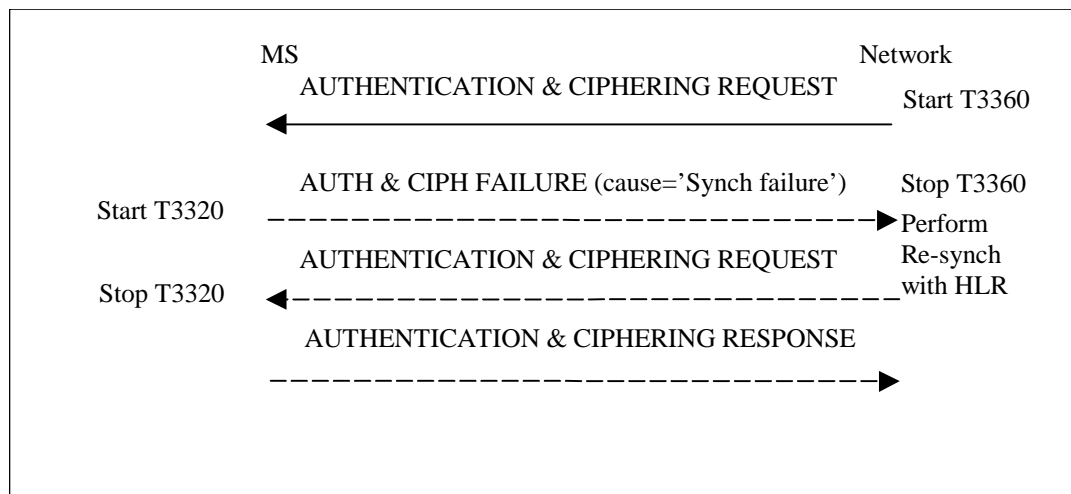 MS
Network
AUTHENTICATION & CIPHERING REQUEST
Start T3360
AUTH & CIPH FAILURE (cause=’Synch failure’)
Stop T3360
Start T3320
Perform
Re-synch
with HLR
AUTHENTICATION & CIPHERING REQUEST
Stop T3320
AUTHENTICATION & CIPHERING RESPONSE